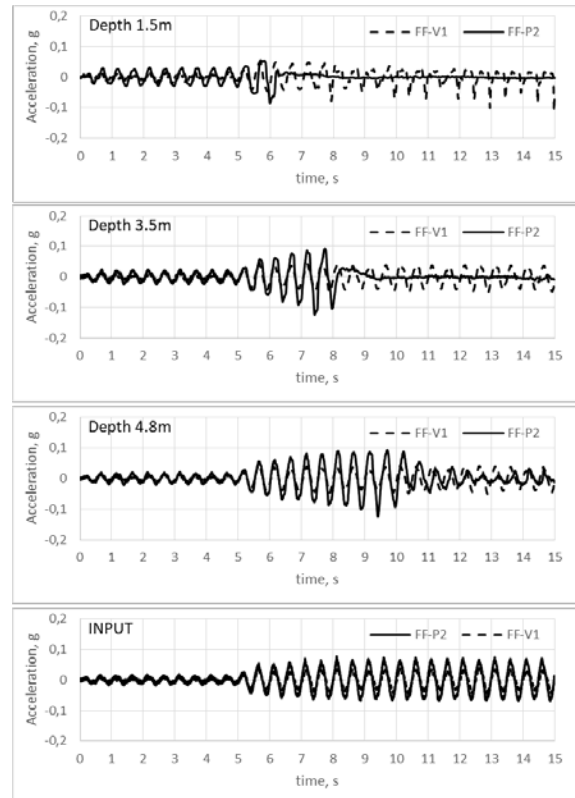 Depth 1.5m
FF-V1 FF-P2
Acceleration, g
0,2
0,1
0
-0,1
-0,2
0 1 2 3 4 5 6 7 8 9 10 11 12 13 14 15
time, s
Depth 3.5m
FF-V1 FF-P2
Acceleration, g
0,2
0,1
0
-0,1
-0,2
0 1 2 3 4 5 6 7 8 9 10 11 12 13 14 15
time, s
Depth 4.8m
FF-V1 FF-P2
Acceleration, g
0,2
0,1
0
-0,1
-0,2
0 1 2 3 4 5 6 7 8 9 10 11 12 13 14 15
time, s
INPUT
FF-P2 FF-V1
Acceleration, g
0,2
0,1
0
-0,1
-0,2
0 1 2 3 4 5 6 7 8 9 10 11 12 13 14 15
time, s